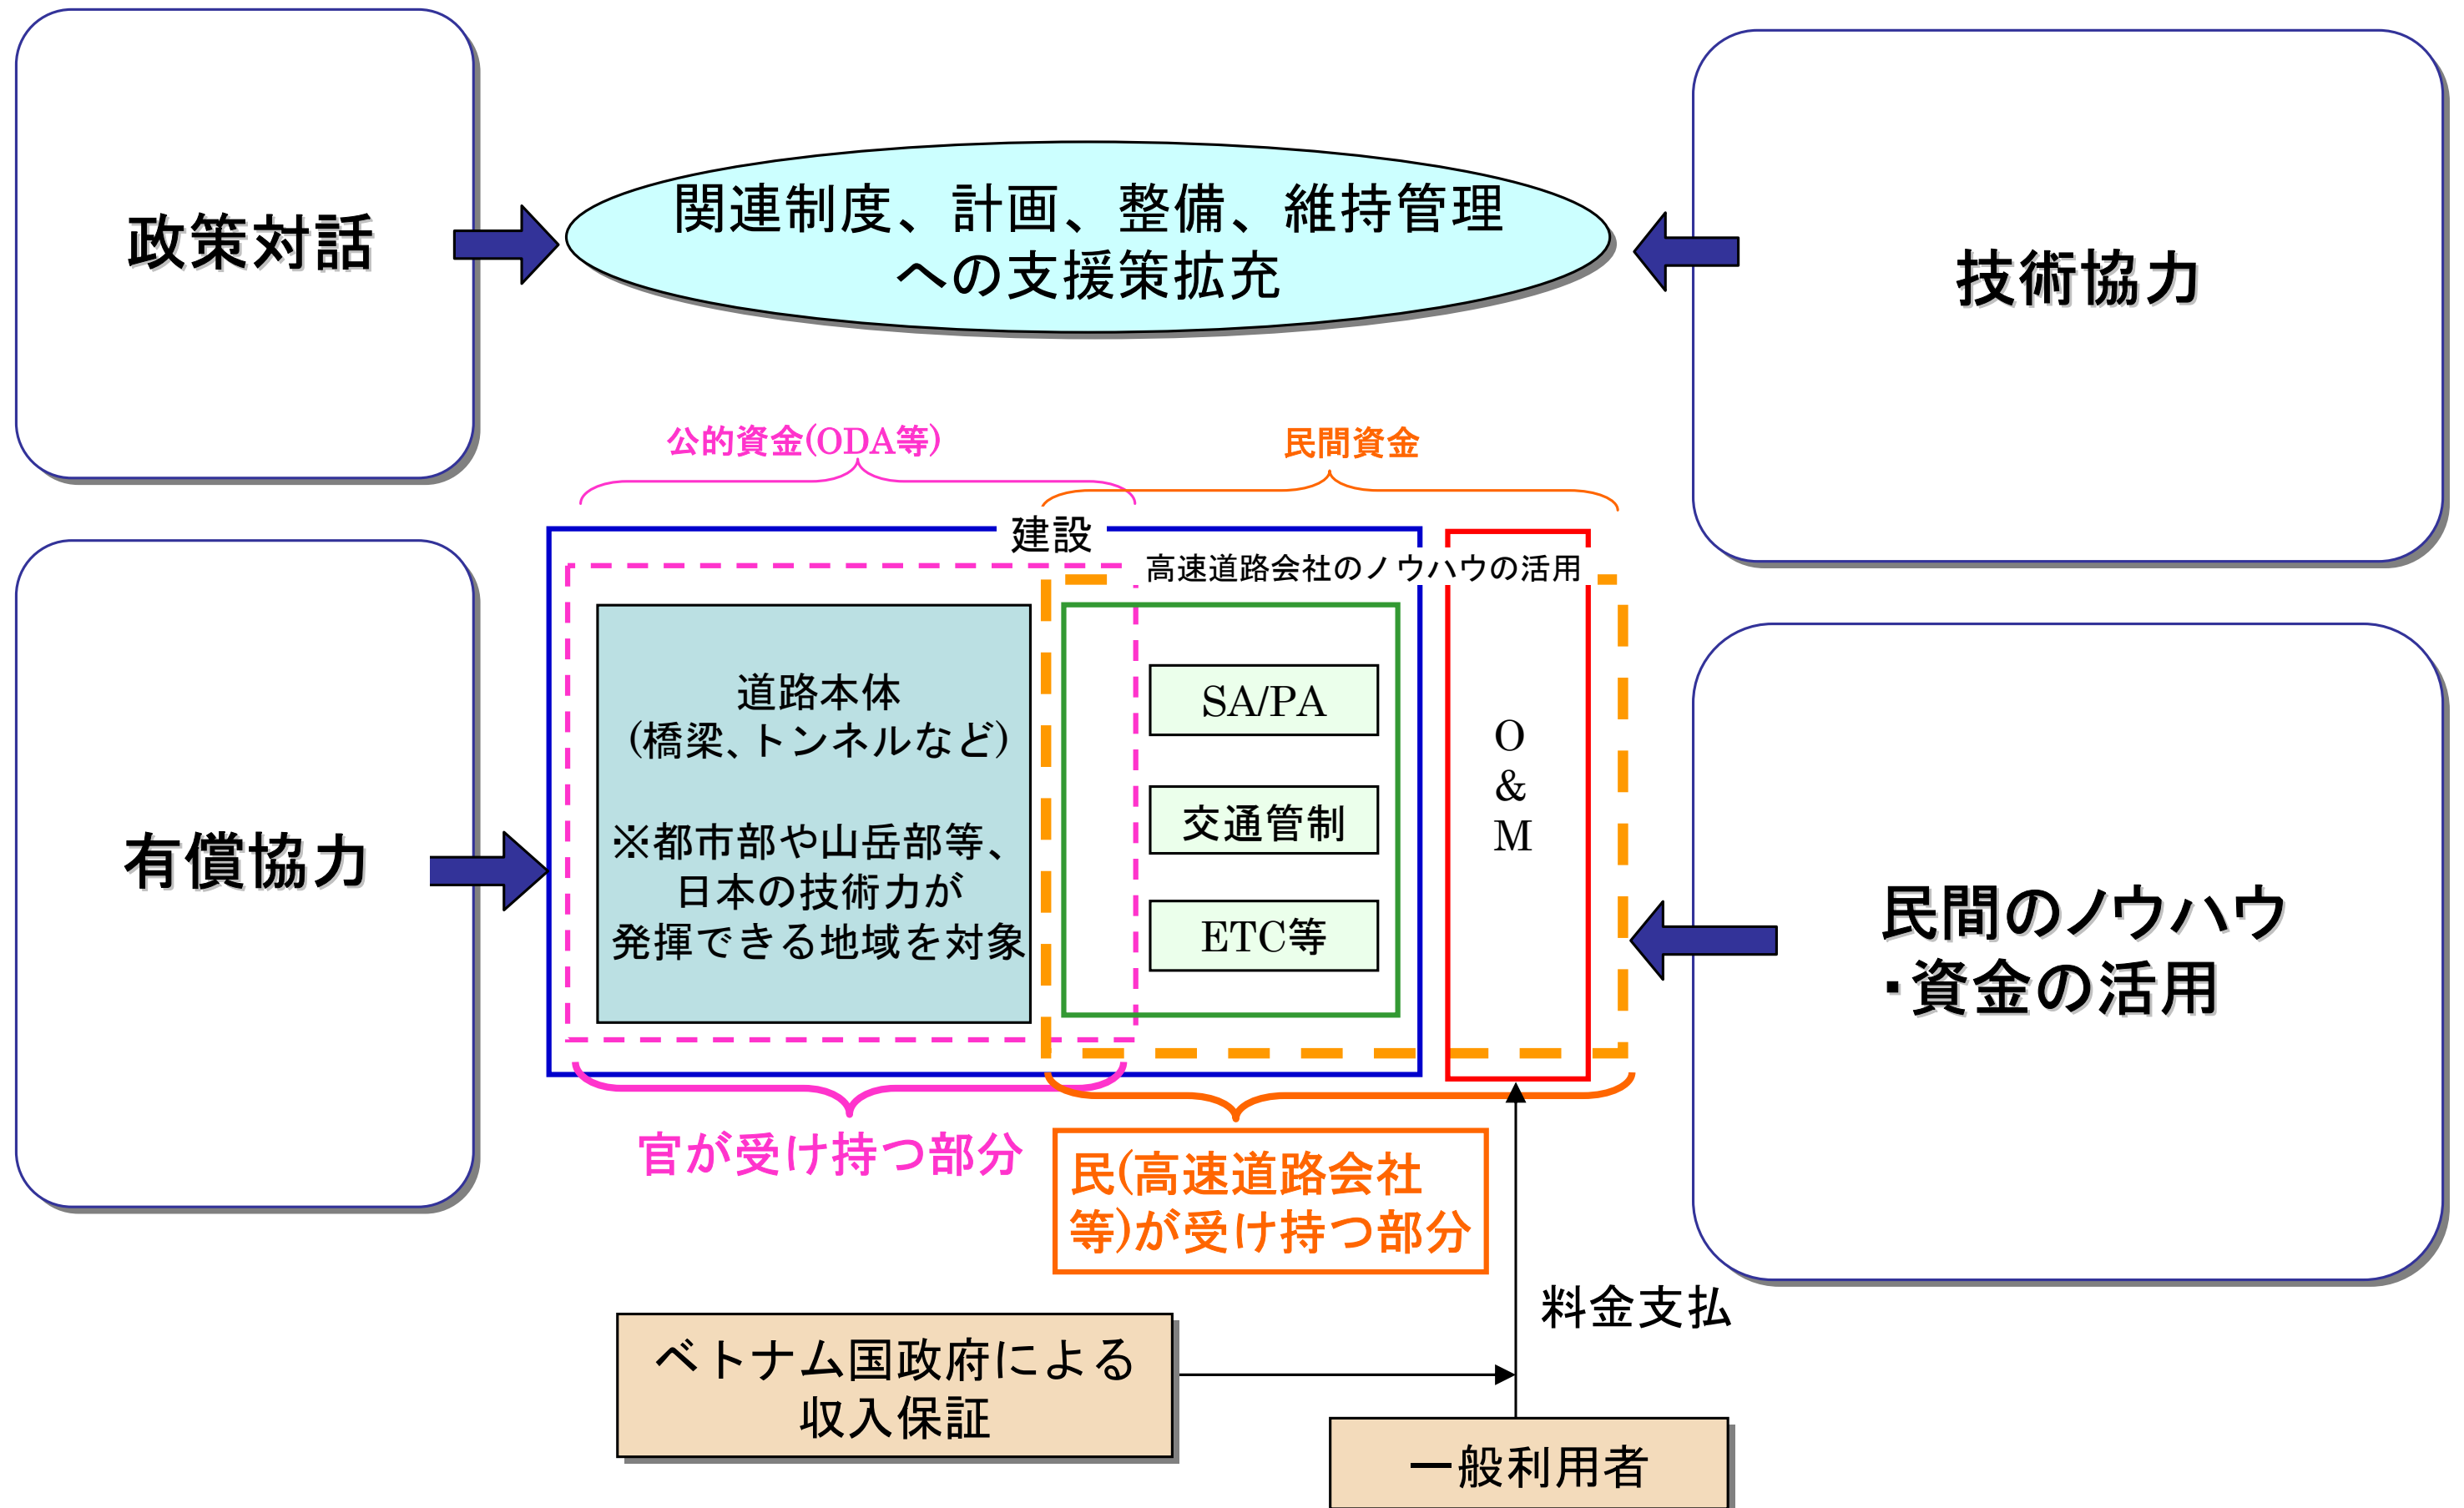 政策対話
関連制度、計画、整備、維持管理
への支援策拡充
技術協力
公的資金(ODA等)
民間資金
建設
高速道路会社のノウハウの活用
道路本体
(橋梁、トンネルなど)
※都市部や山岳部等、
日本の技術力が
発揮できる地域を対象
SA/PA
交通管制
ETC等
O
&
M
有償協力
民間のノウハウ
・資金の活用
官が受け持つ部分
民(高速道路会社
等)が受け持つ部分
料金支払
ベトナム国政府による
収入保証
一般利用者